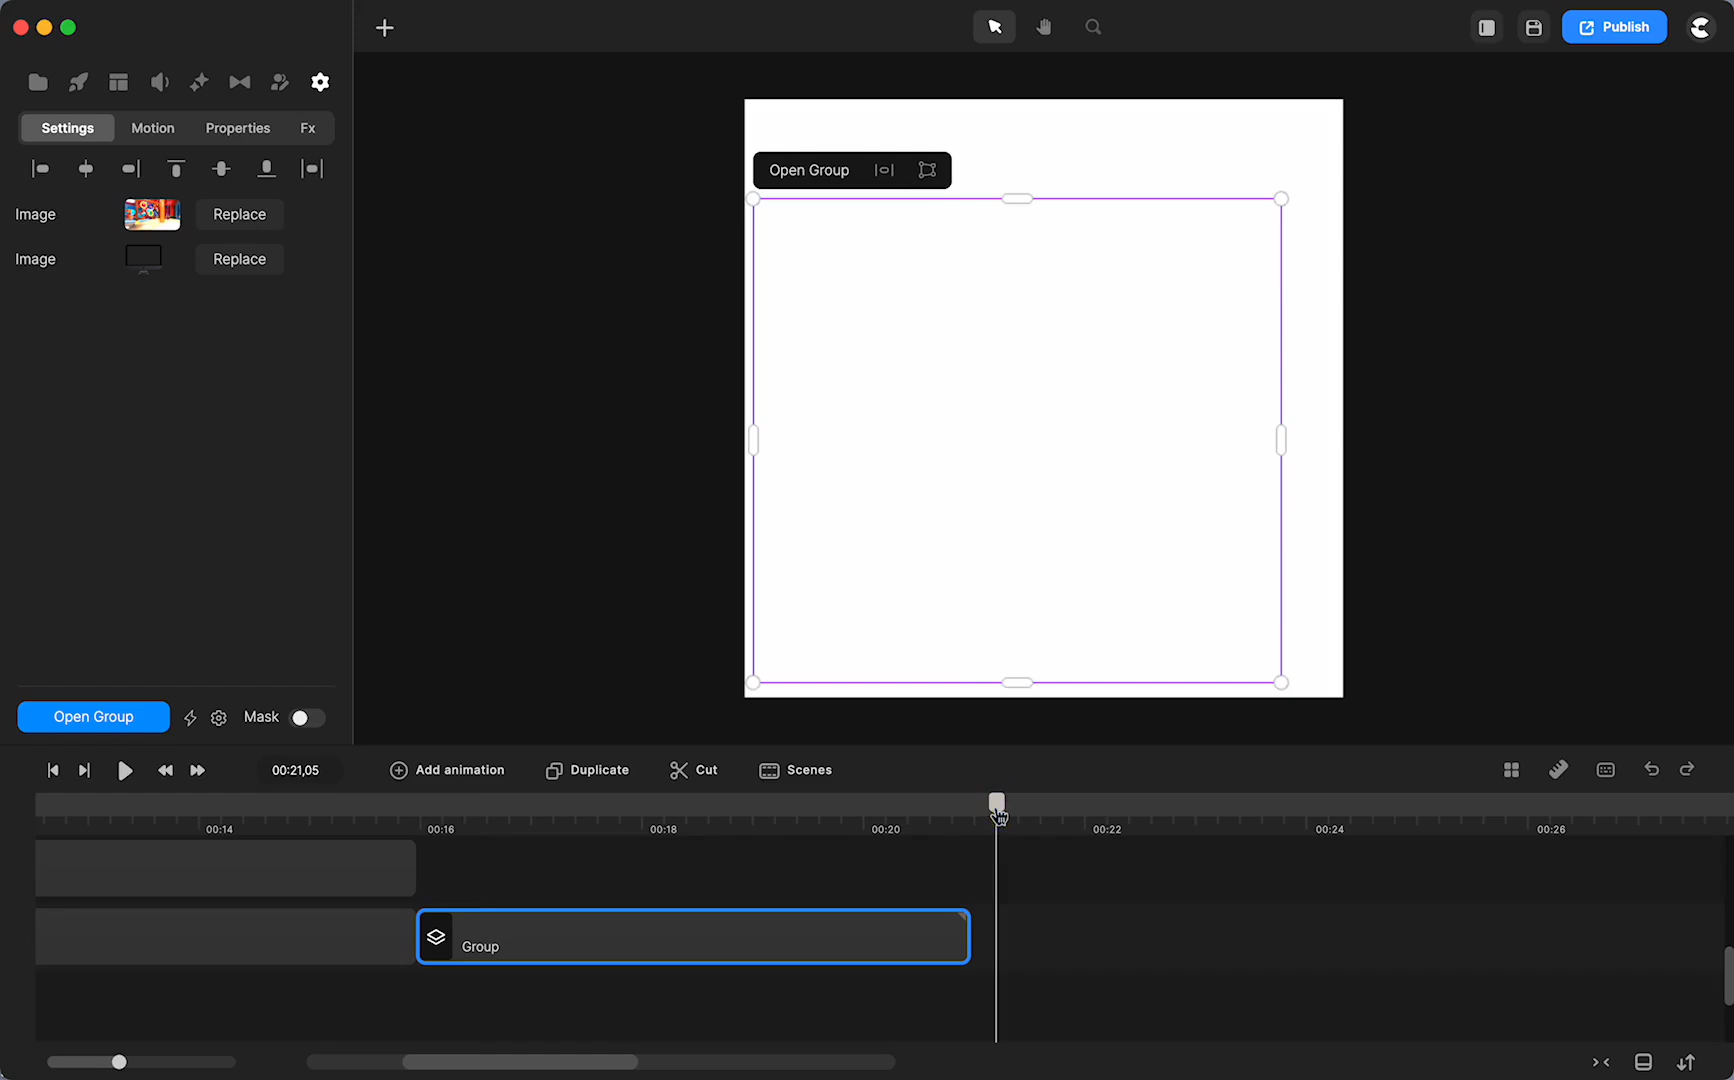 Publish
Settings Motion Properties Fx
Open Group
Image Replace
Image Replace
Open Group Mask
00:21,05 Add animation Duplicate Cut Scenes
00:14 00:16 00:18 00:20 00:22 00:24 00:26
Group